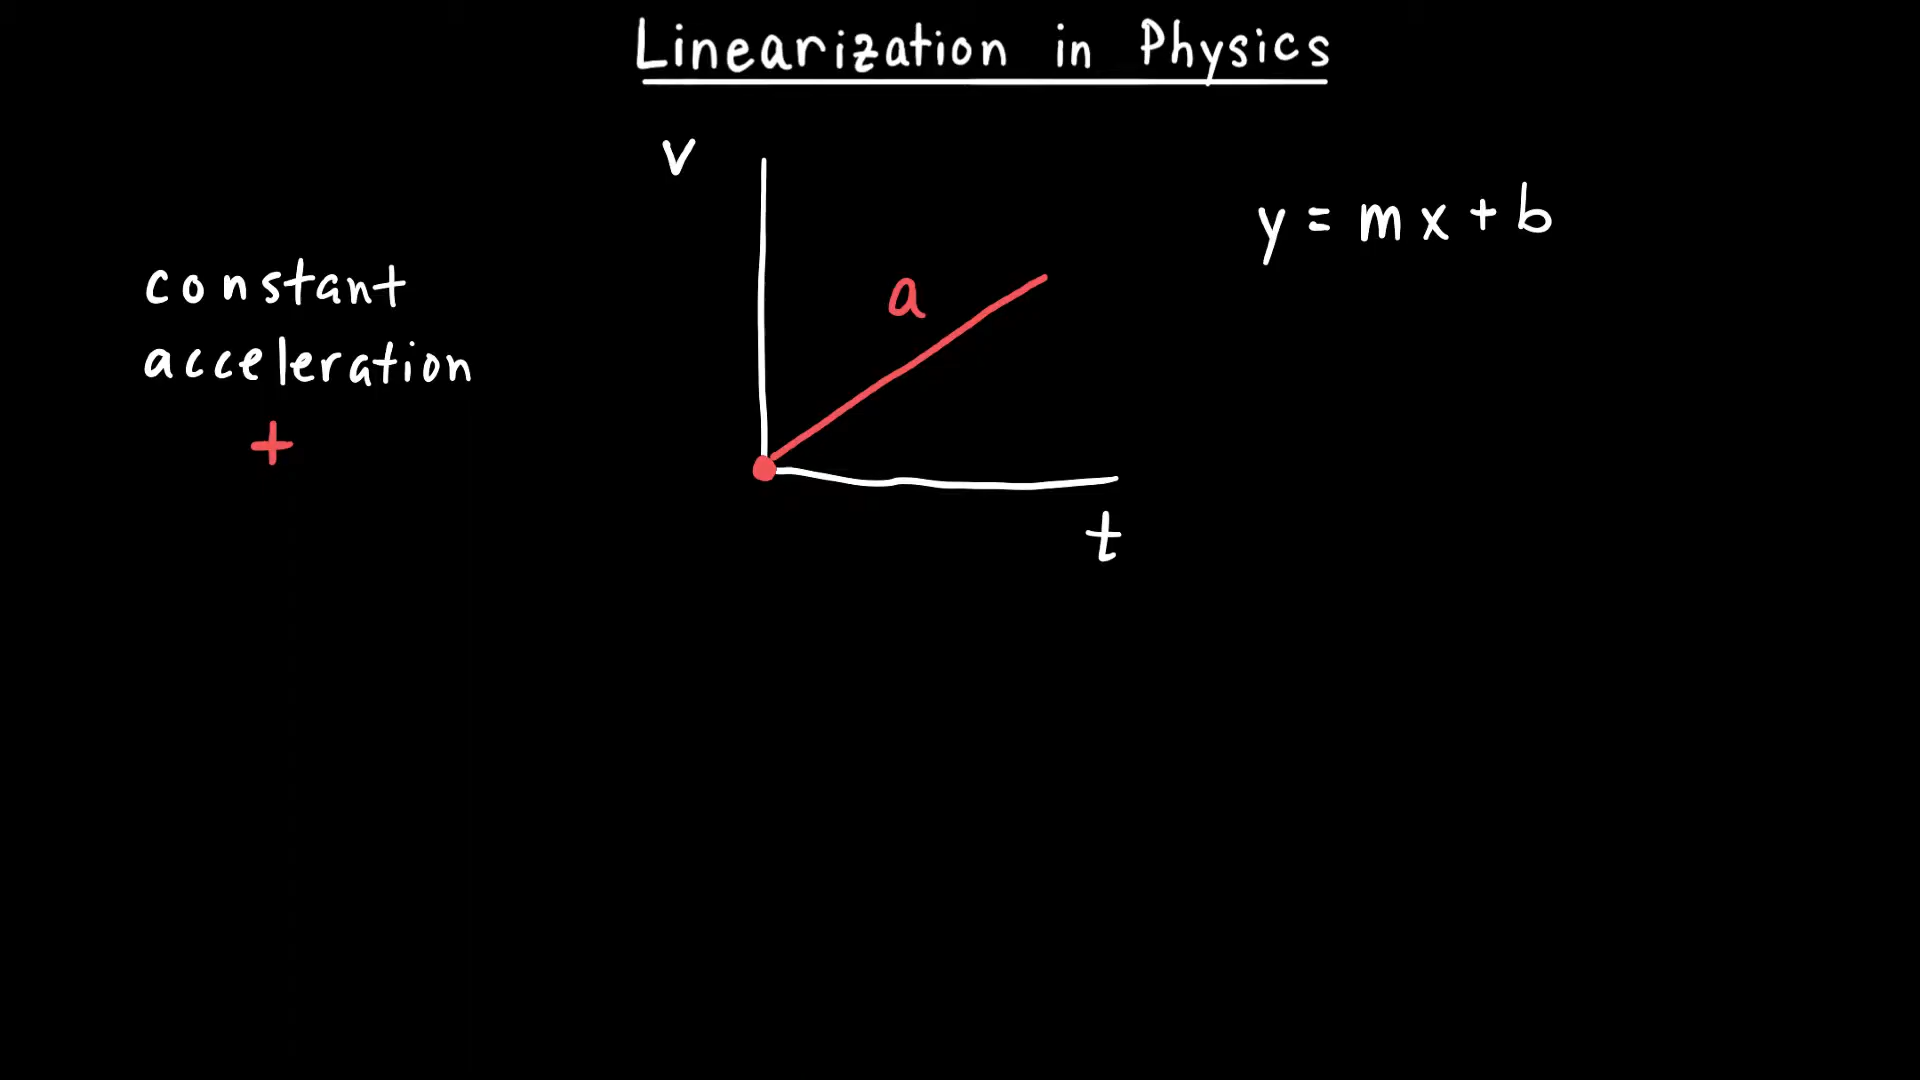 Linearization in Physics
v
y = mx + b
a
constant
acceleration
+
t